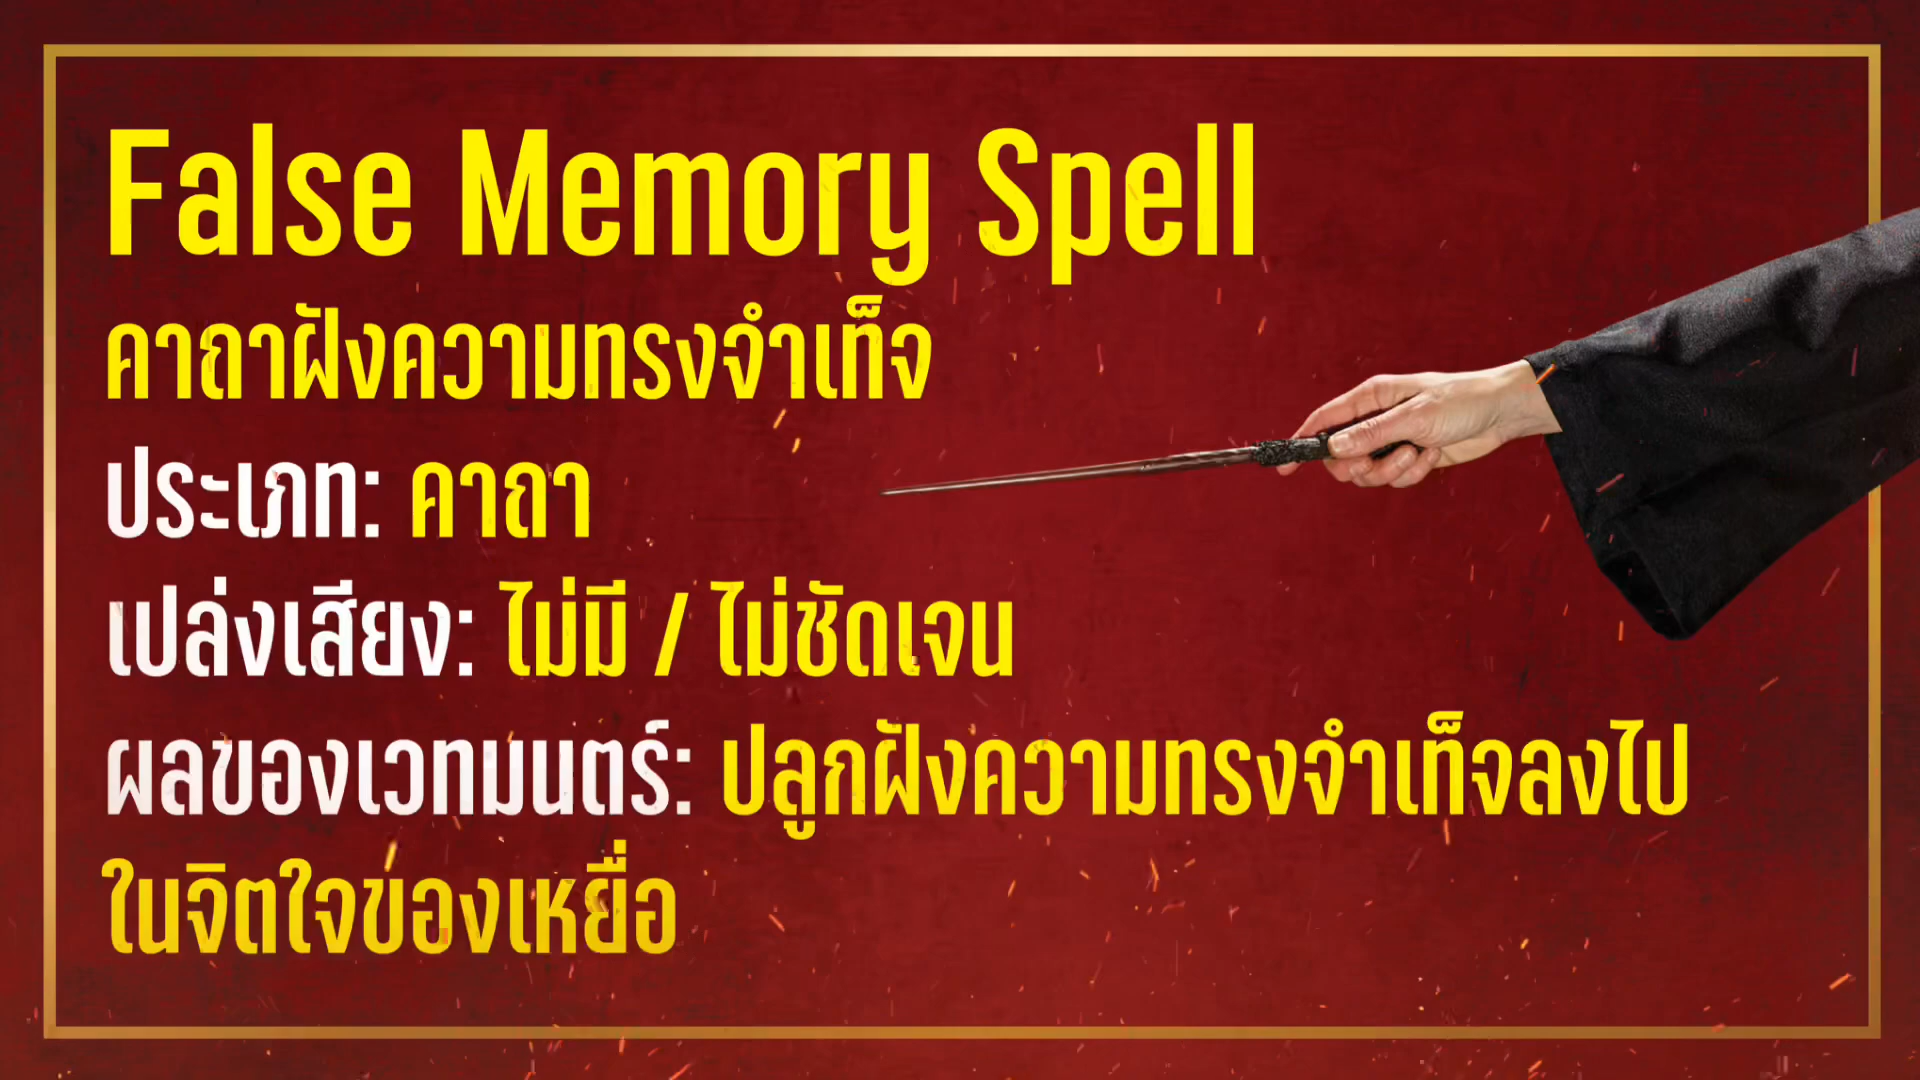 False Memory Spell
คาถาฝังความทรงจำเท็จ
ประเภท: คาถา
เปล่งเสียง: ไม่มี / ไม่ชัดเจน
ผลของเวทมนตร์: ปลูกฝังความทรงจำเท็จลงไป
ในจิตใจของเหยื่อ